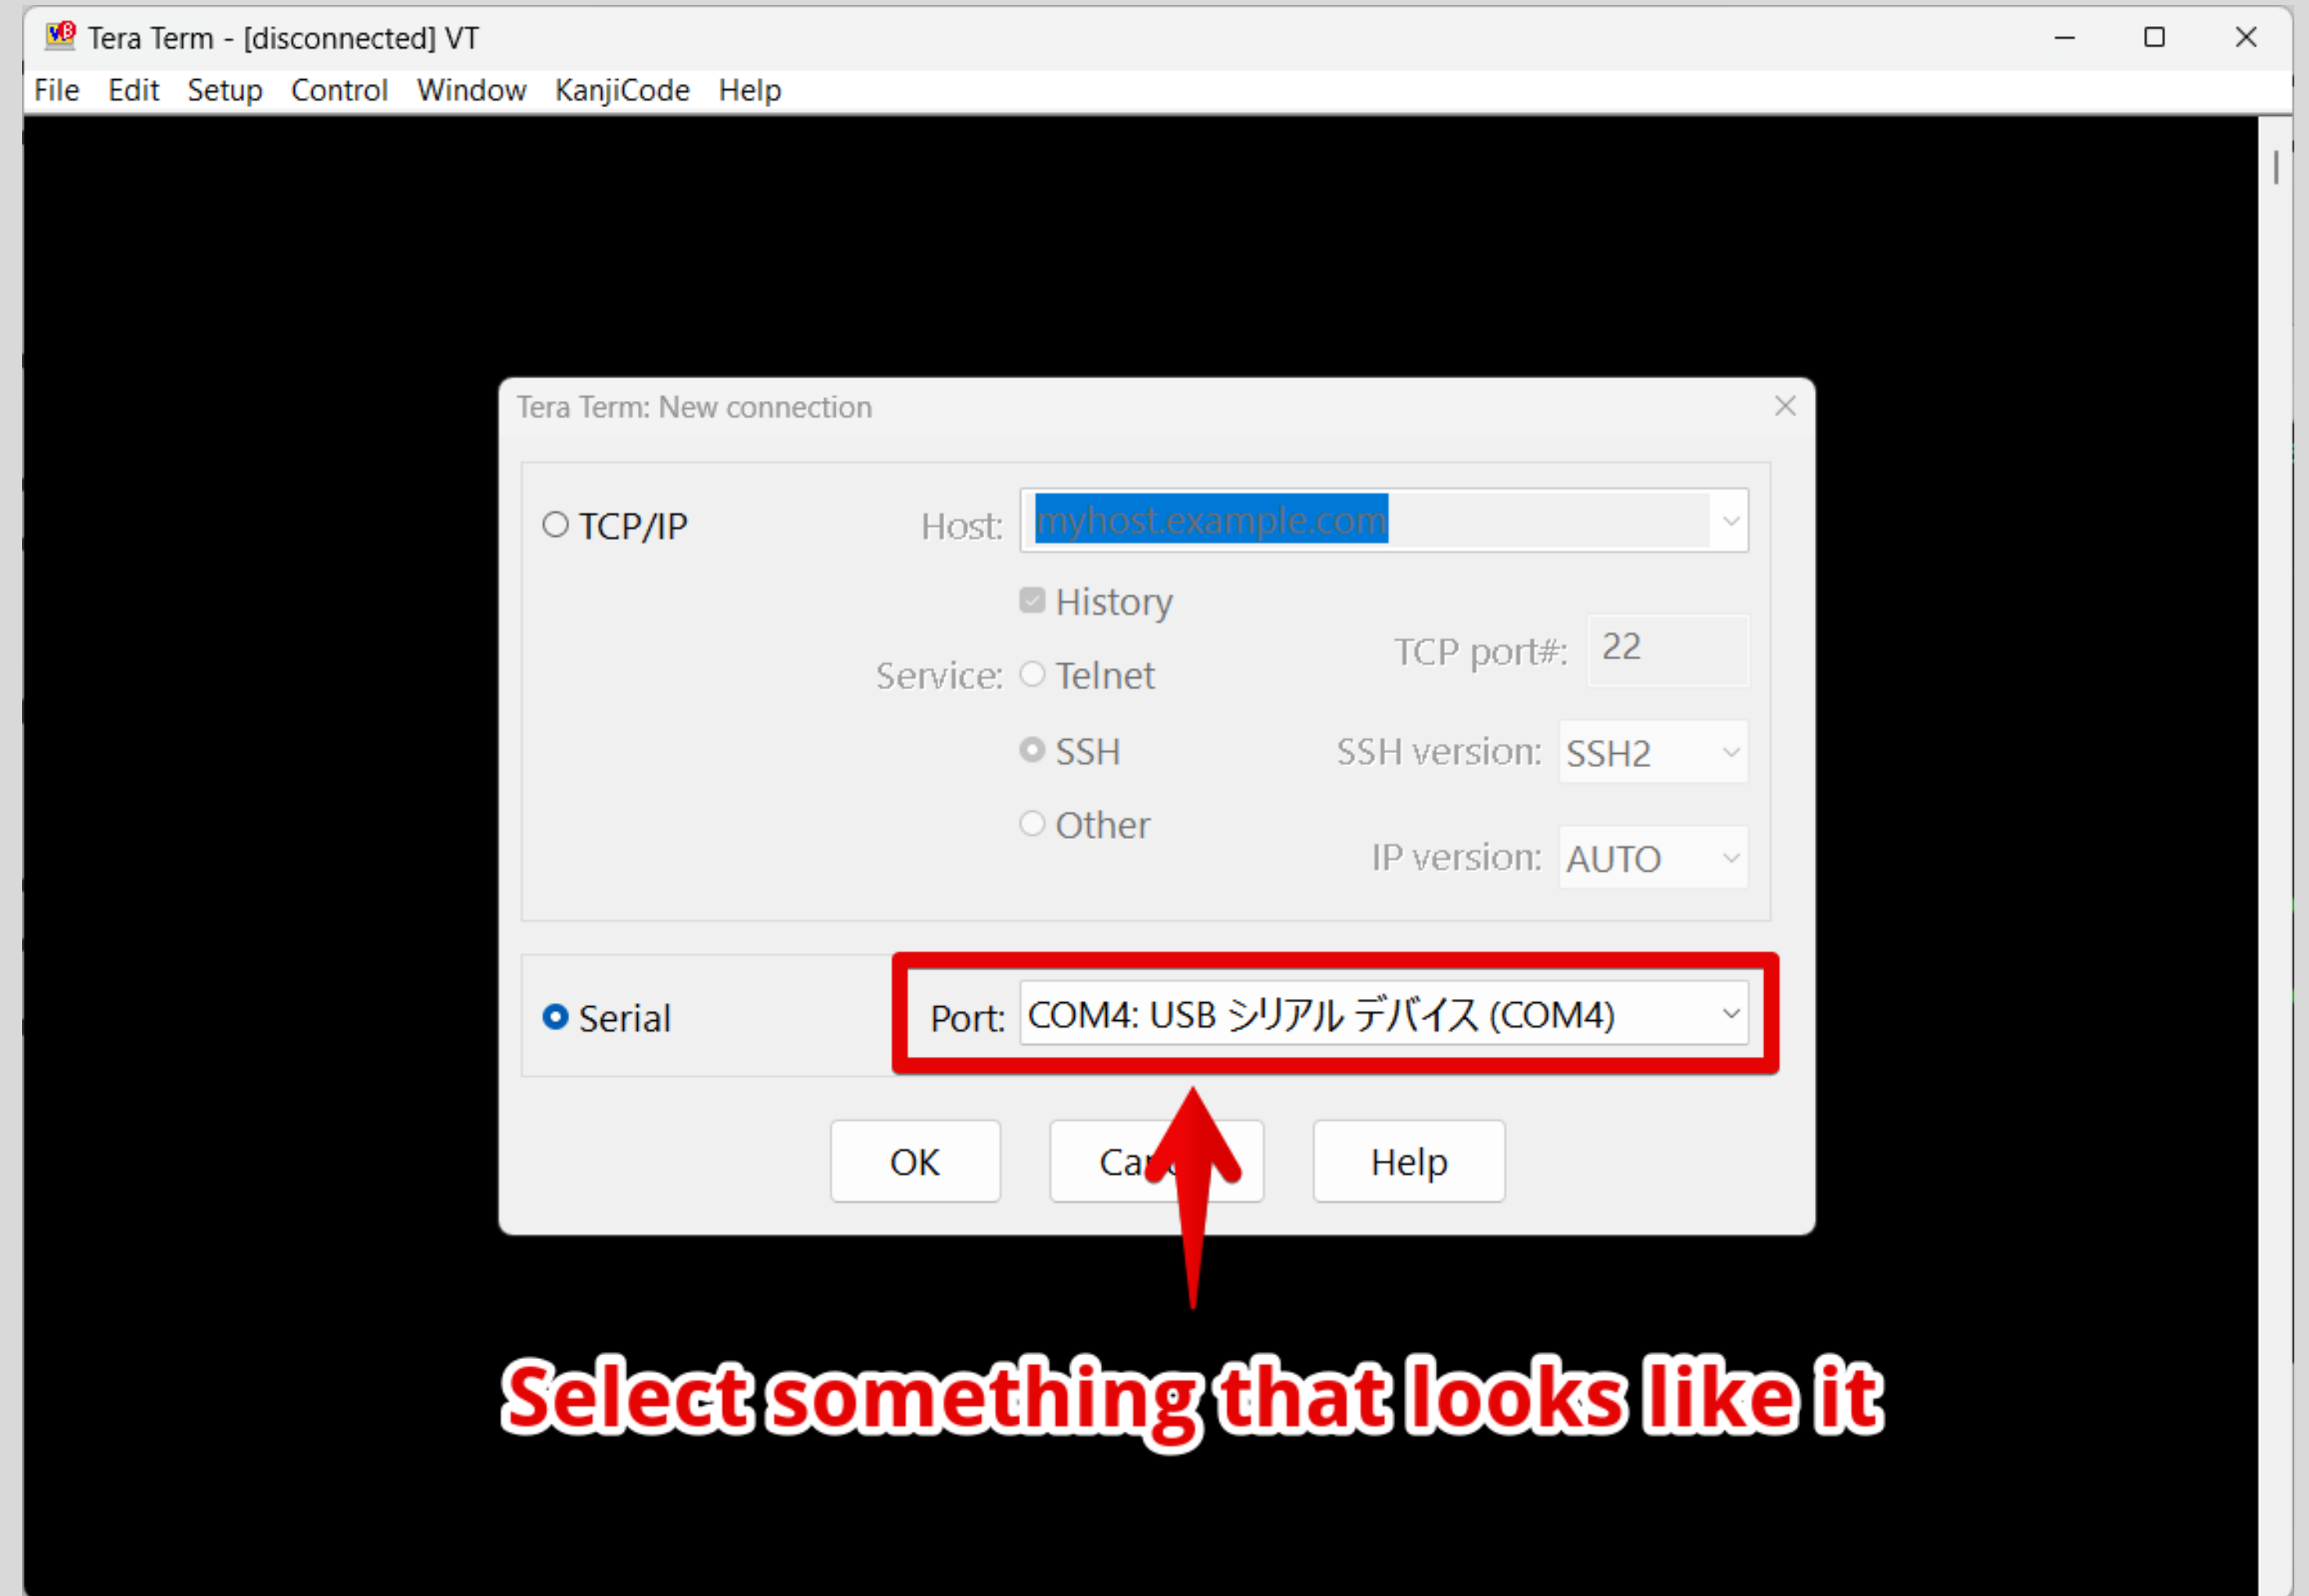 Tera Term - [disconnected] VT
File Edit Setup Control Window KanjiCode Help
Tera Term: New connection
TCP/IP Host: myhost.example.com
History
TCP port#: 22
Service: Telnet
SSH SSH version: SSH2
Other
IP version: AUTO
Serial Port: COM4: USB シリアル デバイス (COM4)
OK Help
Select something that looks like it